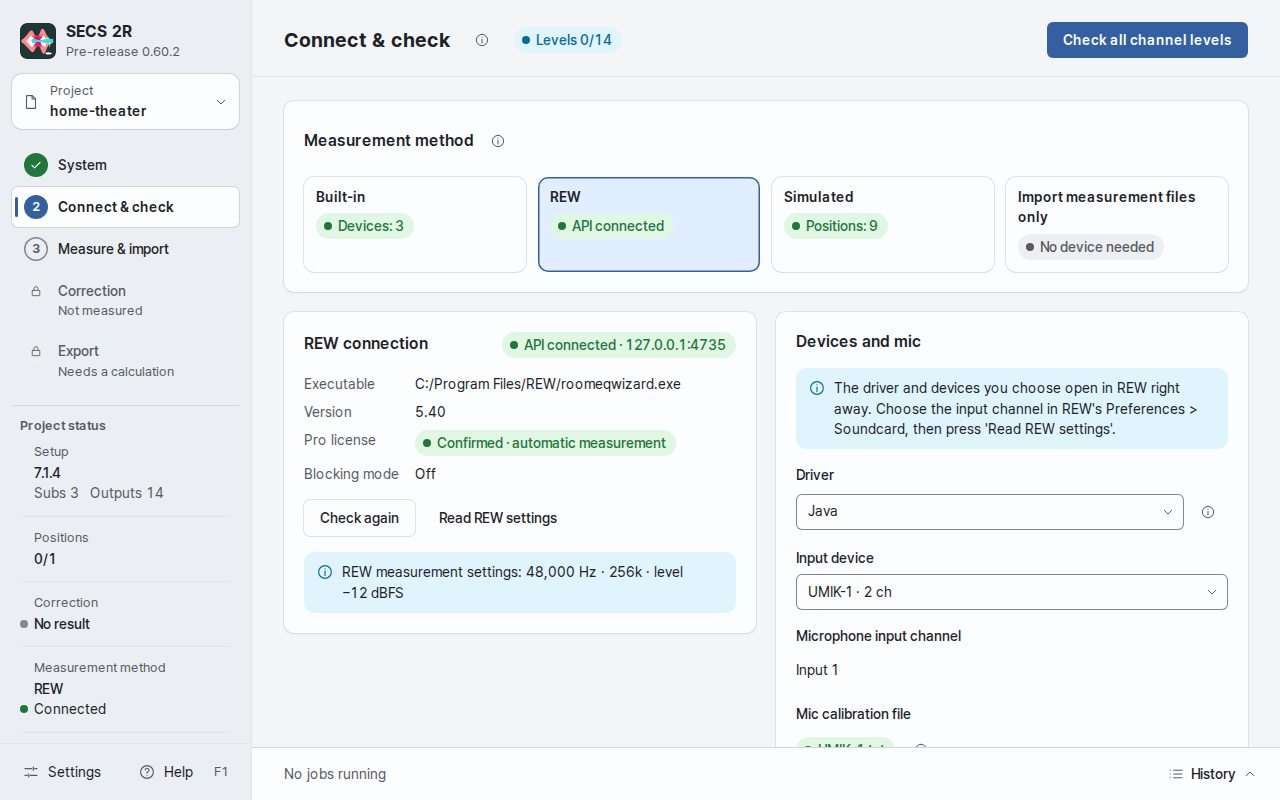 SECS 2R
Pre-release 0.60.2
Project
home-theater
System
2 Connect & check
3 Measure & import
Correction
Not measured
Export
Needs a calculation
Project status
Setup
7.1.4
Subs 3 Outputs 14
Positions
0/1
Correction
No result
Measurement method
REW
Connected
Settings
Help F1
Connect & check
Levels 0/14
Check all channel levels
Measurement method
Built-in
Devices: 3
REW
API connected
Simulated
Positions: 9
Import measurement files
only
No device needed
REW connection
API connected · 127.0.0.1:4735
Executable C:/Program Files/REW/roomeqwizard.exe
Version 5.40
Pro license Confirmed · automatic measurement
Blocking mode Off
Check again
Read REW settings
REW measurement settings: 48,000 Hz · 256k · level
−12 dBFS
Devices and mic
The driver and devices you choose open in REW right
away. Choose the input channel in REW's Preferences >
Soundcard, then press 'Read REW settings'.
Driver
Java
Input device
UMIK-1 · 2 ch
Microphone input channel
Input 1
Mic calibration file
No jobs running
History